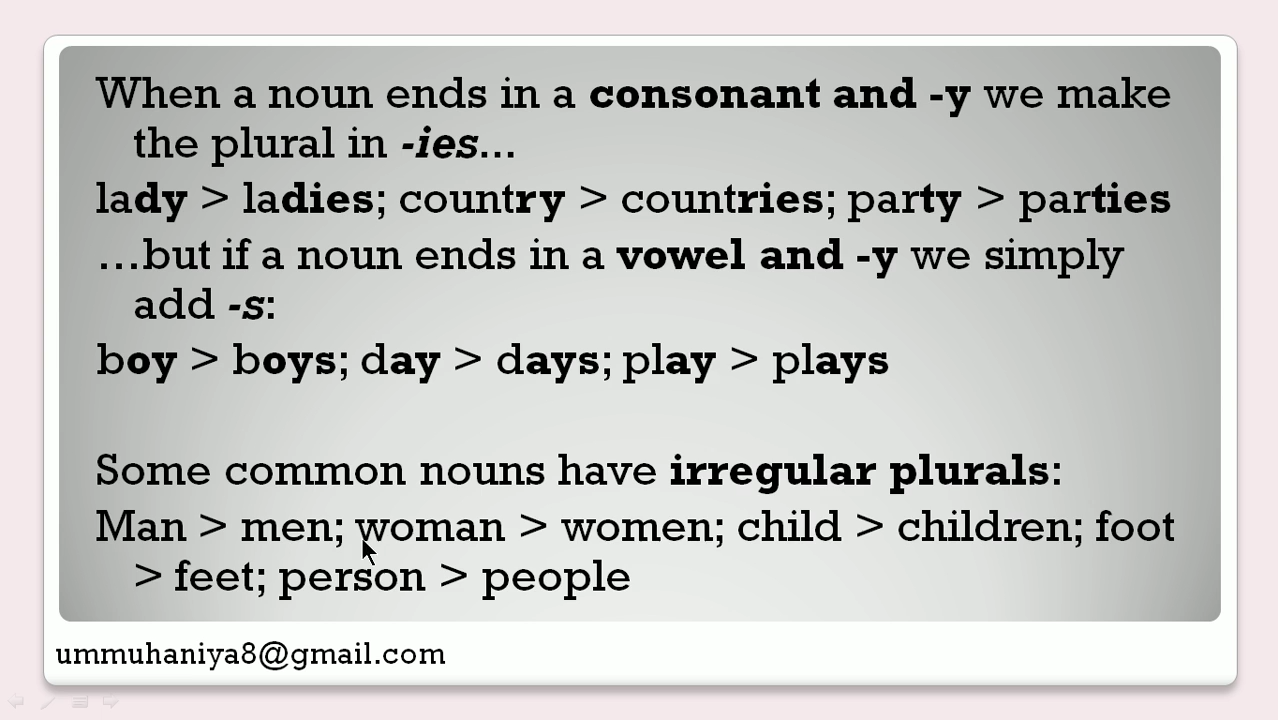 When a noun ends in a consonant and -y we make
the plural in -ies...
lady > ladies; country > countries; party > parties
...but if a noun ends in a vowel and -y we simply
add -s:
boy > boys; day > days; play > plays
Some common nouns have irregular plurals:
Man > men; woman > women; child > children; foot
> feet; person > people
ummuhaniya8@gmail.com